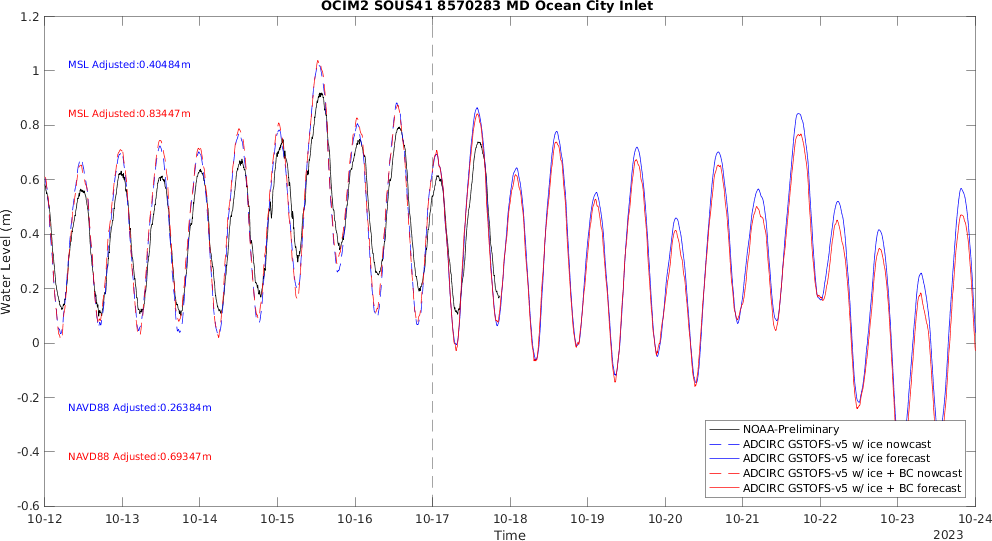 OCIM2 SOUS41 8570283 MD Ocean City Inlet
1.2
1
0.8
0.6
0.4
0.2
0
-0.2
-0.4
-0.6
Water Level (m)
MSL Adjusted:0.40484m
MSL Adjusted:0.83447m
NAVD88 Adjusted:0.26384m
NAVD88 Adjusted:0.69347m
NOAA-Preliminary
ADCIRC GSTOFS-v5 w/ ice nowcast
ADCIRC GSTOFS-v5 w/ ice forecast
ADCIRC GSTOFS-v5 w/ ice + BC nowcast
ADCIRC GSTOFS-v5 w/ ice + BC forecast
10-12 10-13 10-14 10-15 10-16 10-17 10-18 10-19 10-20 10-21 10-22 10-23 10-24
Time
2023